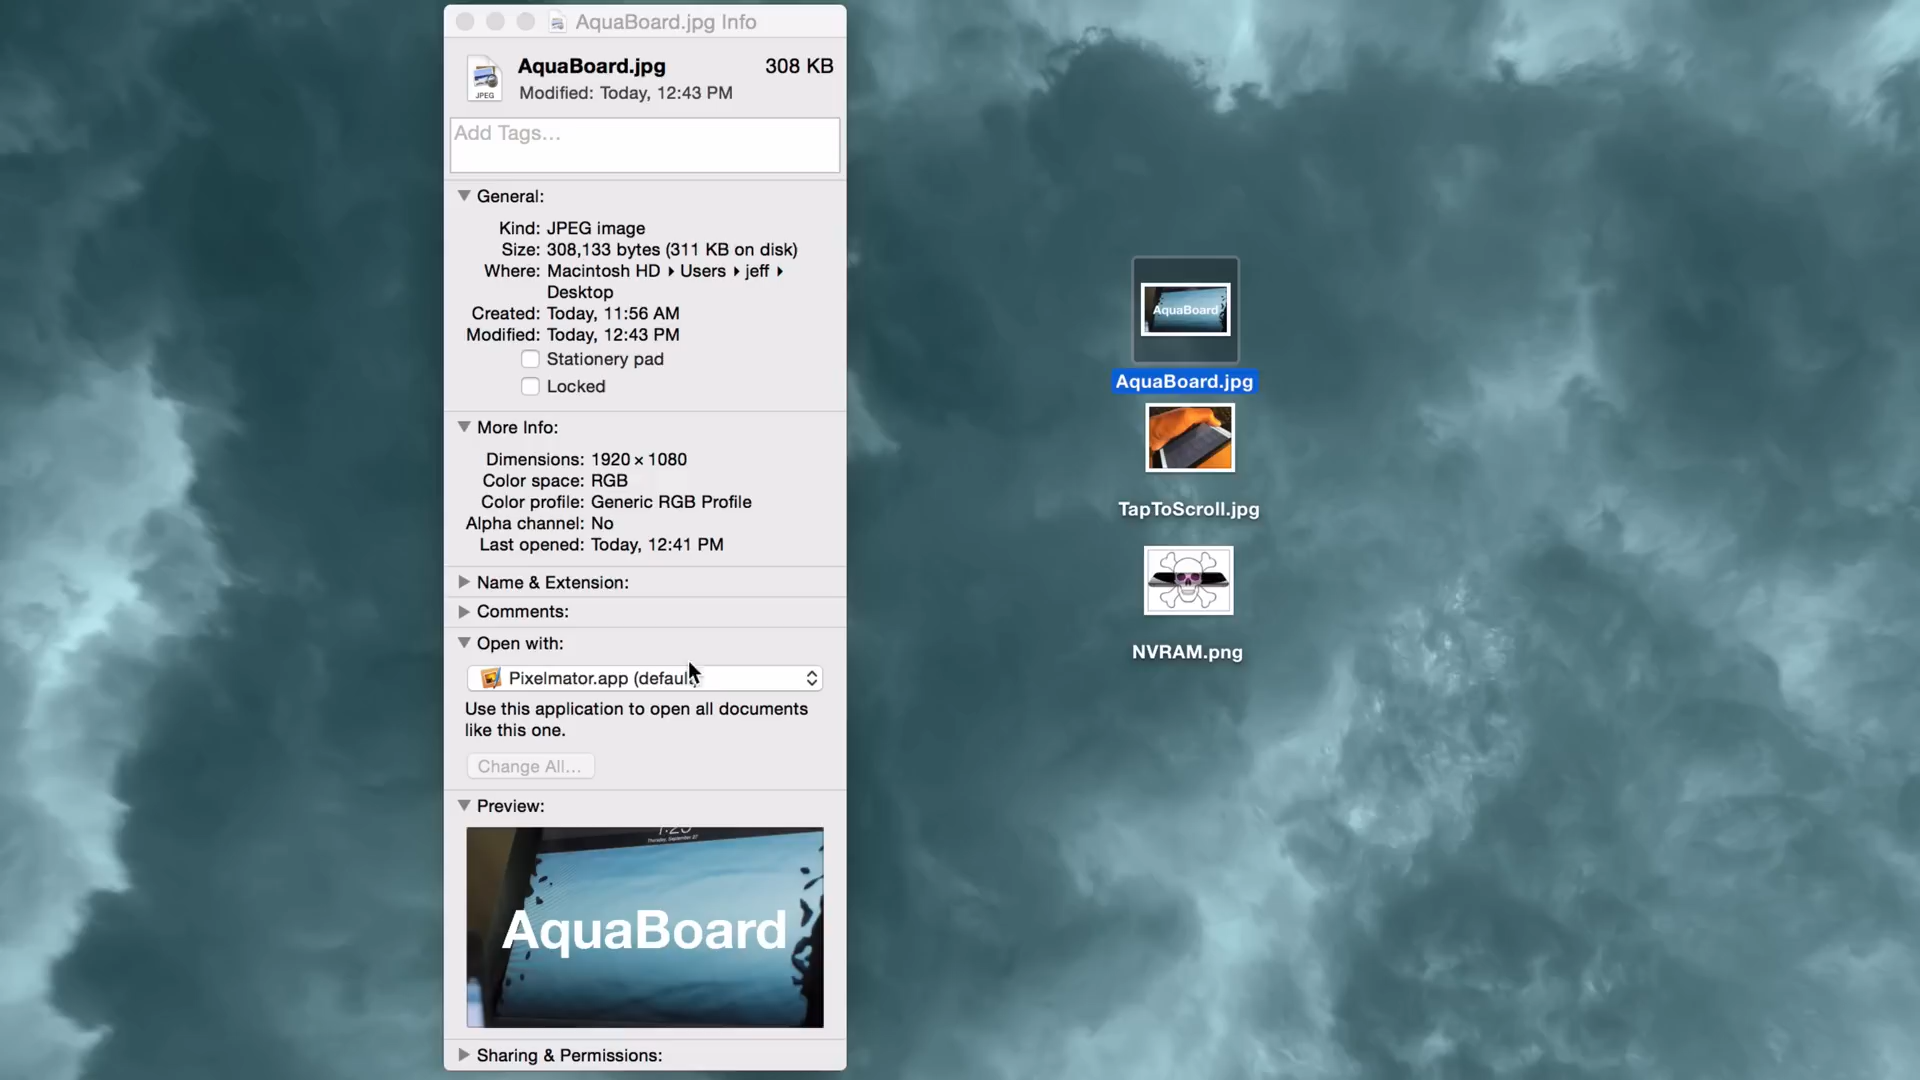 AquaBoard.jpg Info
AquaBoard.jpg 308 KB
Modified: Today, 12:43 PM
JPEG
Add Tags…
General:
Kind: JPEG image
Size: 308,133 bytes (311 KB on disk)
Where: Macintosh HD ▸ Users ▸ jeff ▸
Desktop
Created: Today, 11:56 AM
Modified: Today, 12:43 PM
Stationery pad
Locked
More Info:
Dimensions: 1920 × 1080
Color space: RGB
Color profile: Generic RGB Profile
Alpha channel: No
Last opened: Today, 12:41 PM
Name & Extension:
Comments:
Open with:
Pixelmator.app (defaul
Use this application to open all documents
like this one.
Change All…
Preview:
AquaBoard
Sharing & Permissions:
AquaBoard
AquaBoard.jpg
TapToScroll.jpg
NVRAM.png